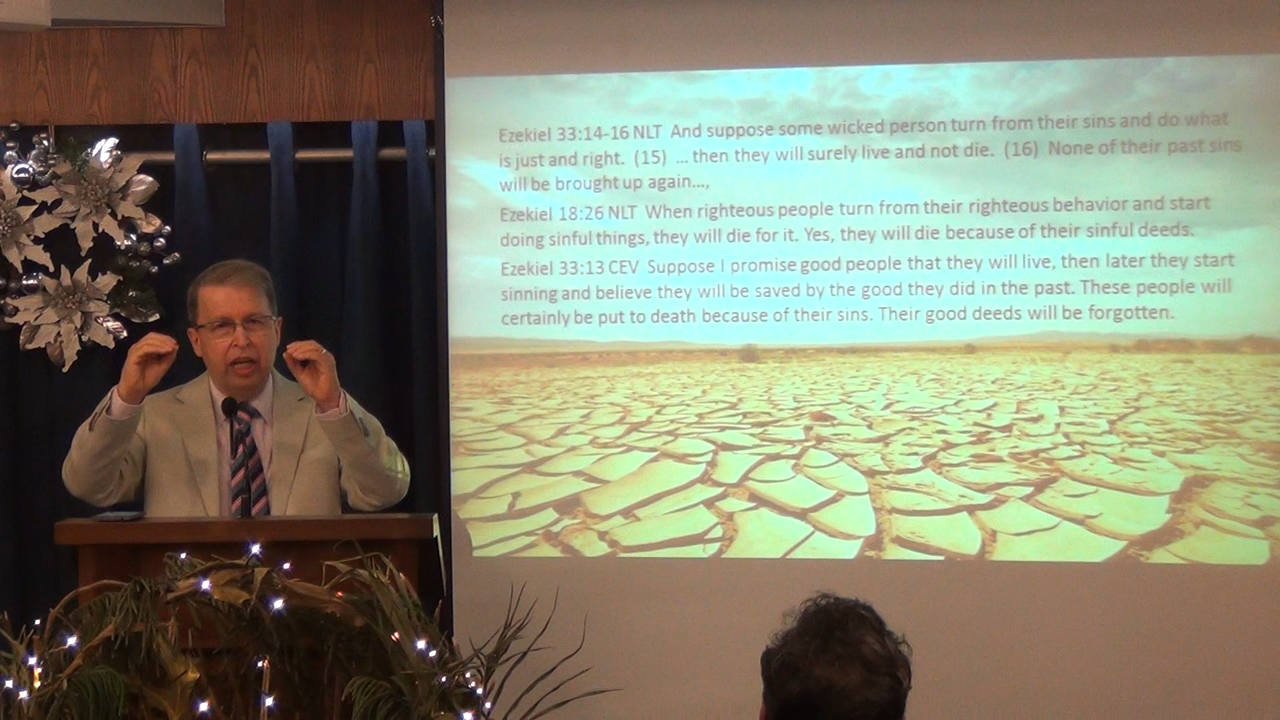 Ezekiel 33:14-16 NLT And suppose some wicked person turn from their sins and do what
is just and right. (15) ... then they will surely live and not die. (16) None of their past sins
will be brought up again...,
Ezekiel 18:26 NLT When righteous people turn from their righteous behavior and start
doing sinful things, they will die for it. Yes, they will die because of their sinful deeds.
Ezekiel 33:13 CEV Suppose I promise good people that they will live, then later they start
sinning and believe they will be saved by the good they did in the past. These people will
certainly be put to death because of their sins. Their good deeds will be forgotten.